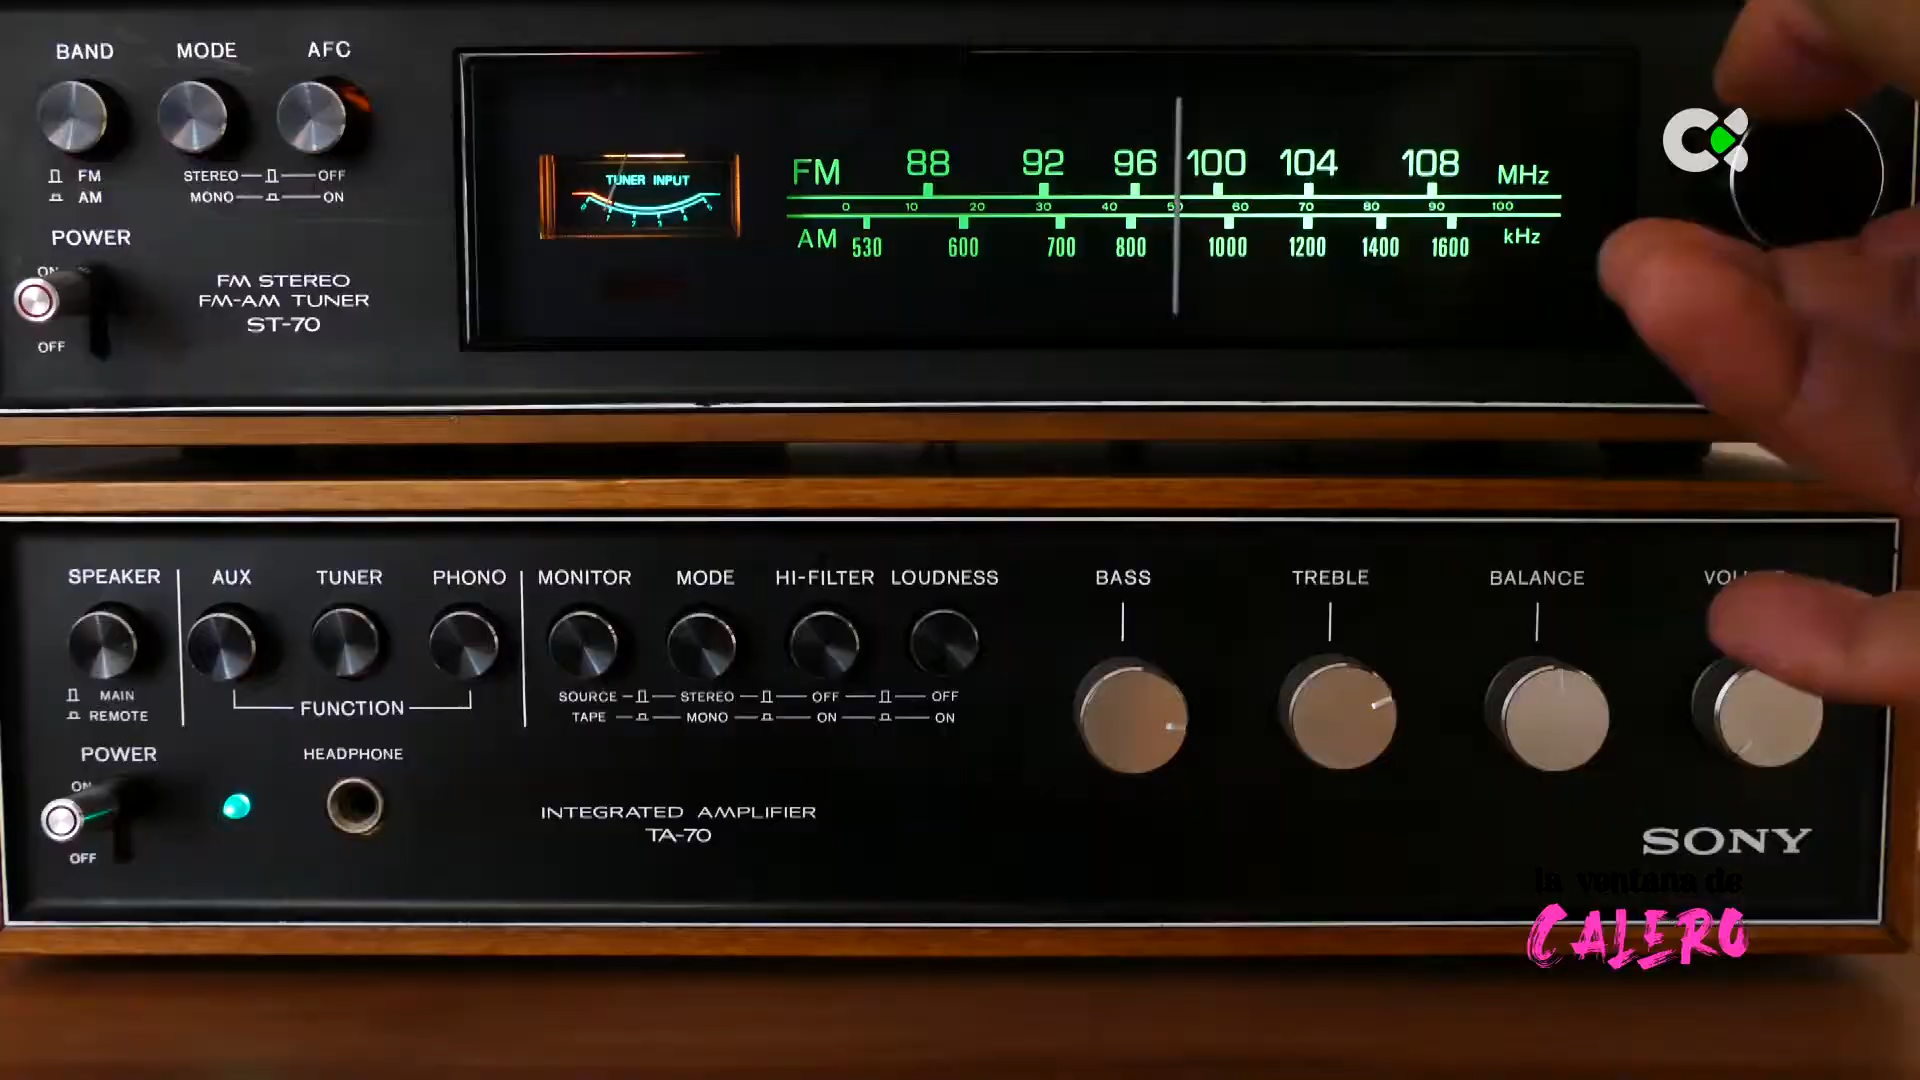 BAND MODE AFC
FM STEREO OFF
AM MONO ON
POWER
ON
OFF
FM STEREO
FM-AM TUNER
ST-70
TUNER INPUT
FM 88 92 96 100 104 108 MHz
0 10 20 30 40 50 60 70 80 90 100
AM 530 600 700 800 1000 1200 1400 1600 kHz
SPEAKER AUX TUNER PHONO MONITOR MODE HI-FILTER LOUDNESS BASS TREBLE BALANCE
MAIN SOURCE STEREO OFF OFF
REMOTE TAPE MONO ON ON
FUNCTION
POWER
ON
OFF
HEADPHONE
INTEGRATED AMPLIFIER
TA-70
SONY
la ventana de
CALERO